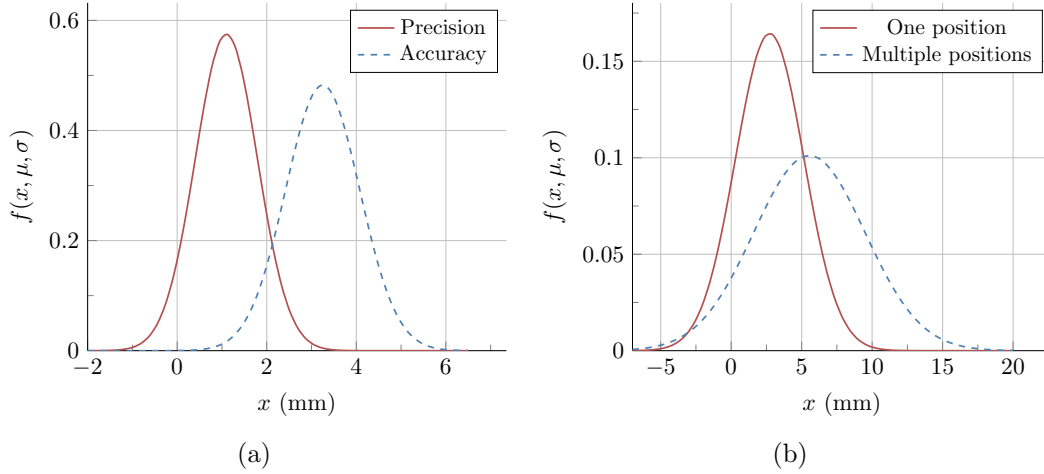 0.6
0.4
0.2
0
−2
0
2
4
6
f(x, μ, σ)
x (mm)
Precision
Accuracy
(a)
0.15
0.1
0.05
0
−5
0
5
10
15
20
f(x, μ, σ)
x (mm)
One position
Multiple positions
(b)